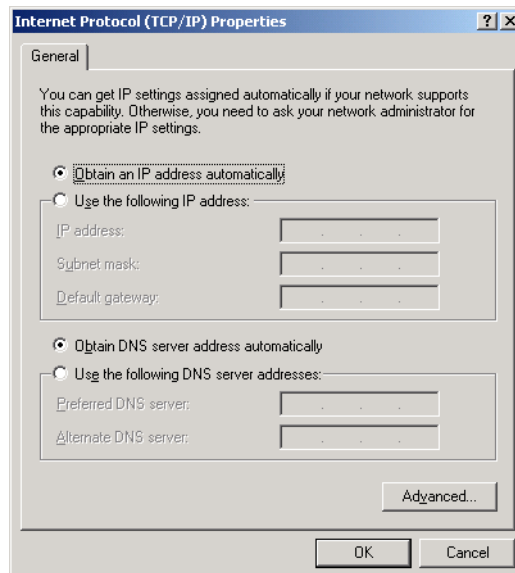 Internet Protocol (TCP/IP) Properties
General
You can get IP settings assigned automatically if your network supports
this capability. Otherwise, you need to ask your network administrator for
the appropriate IP settings.
Obtain an IP address automatically
Use the following IP address:
IP address:
Subnet mask:
Default gateway:
Obtain DNS server address automatically
Use the following DNS server addresses:
Preferred DNS server:
Alternate DNS server:
Advanced...
OK Cancel